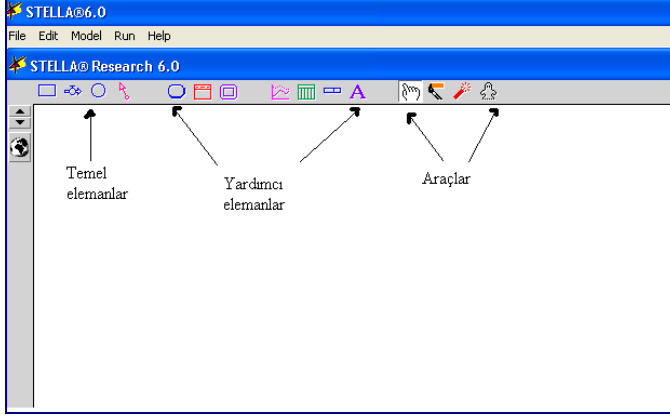 STELLA®6.0
File Edit Model Run Help
STELLA® Research 6.0
A
Temel
elemanlar
Yardımcı
elemanlar
Araçlar